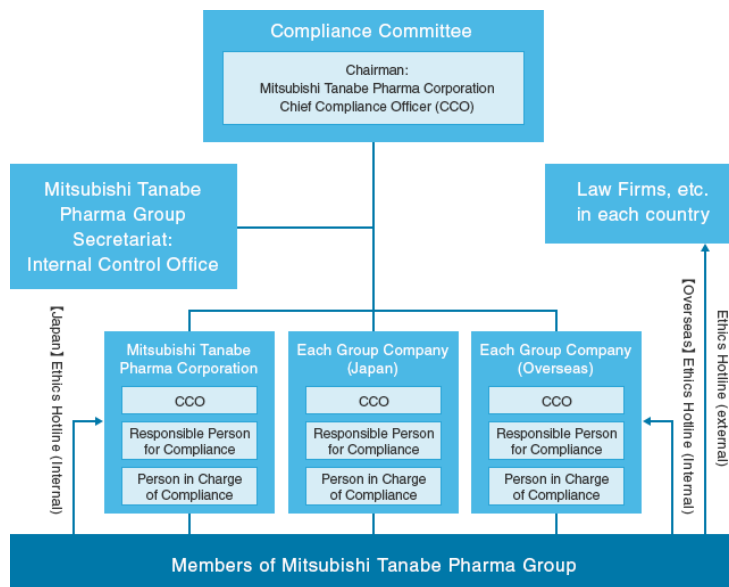 Compliance Committee
Chairman:
Mitsubishi Tanabe Pharma Corporation
Chief Compliance Officer (CCO)
Mitsubishi Tanabe
Pharma Group
Secretariat:
Internal Control Office
Law Firms, etc.
in each country
【Japan】 Ethics Hotline (Internal)
Mitsubishi Tanabe
Pharma Corporation
CCO
Responsible Person
for Compliance
Person in Charge
of Compliance
Each Group Company
(Japan)
CCO
Responsible Person
for Compliance
Person in Charge
of Compliance
Each Group Company
(Overseas)
CCO
Responsible Person
for Compliance
Person in Charge
of Compliance
【Overseas】 Ethics Hotline (Internal)
Ethics Hotline (external)
Members of Mitsubishi Tanabe Pharma Group